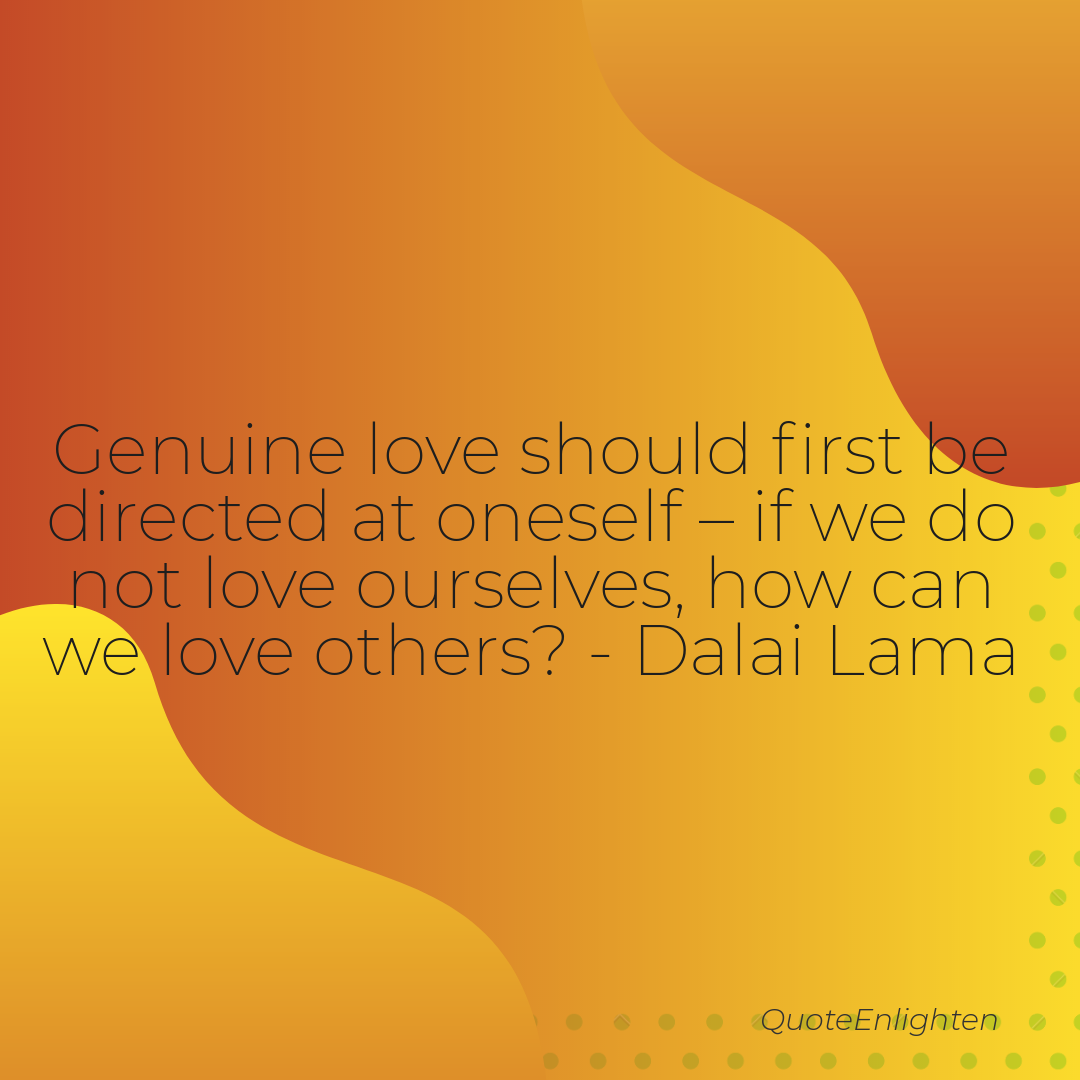 Genuine love should first be
directed at oneself – if we do
not love ourselves, how can
we love others? - Dalai Lama
QuoteEnlighten